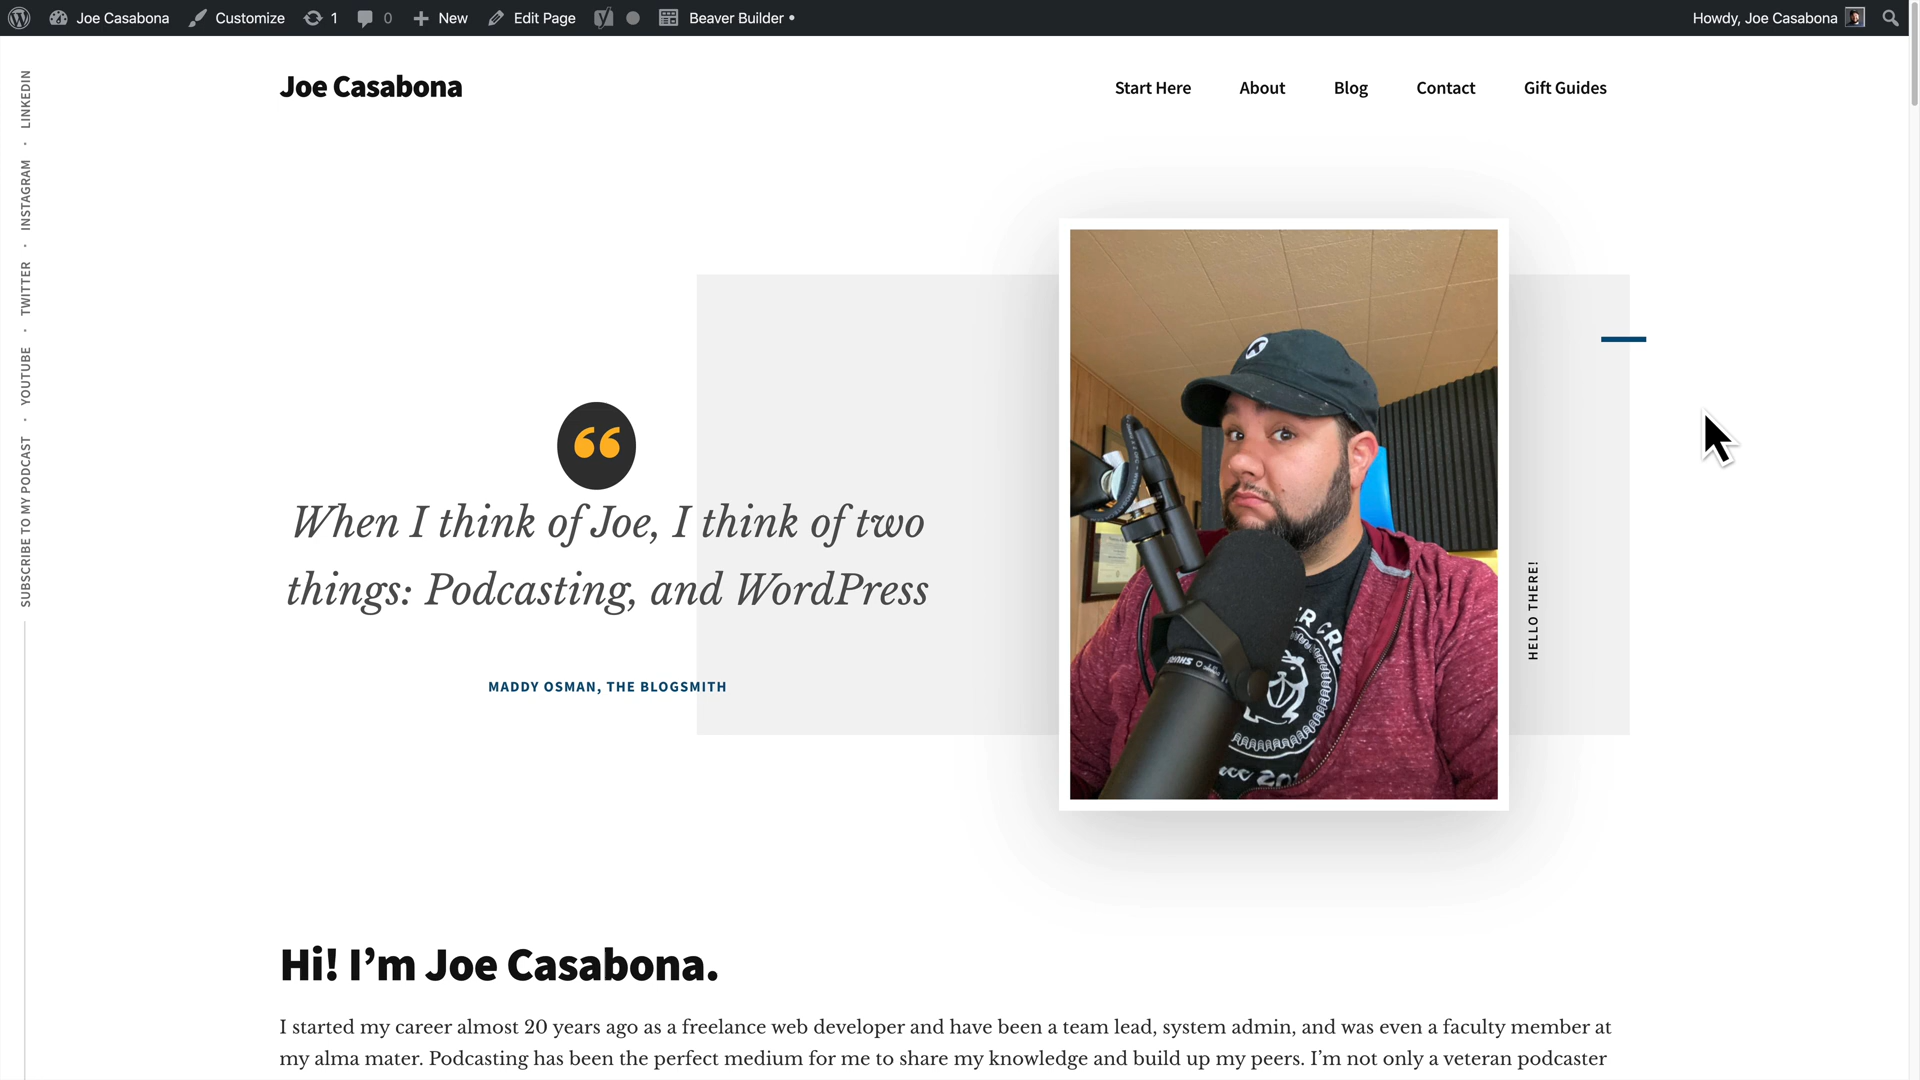 Joe Casabona
Customize
1
0
New
Edit Page
Beaver Builder •
Howdy, Joe Casabona
SUBSCRIBE TO MY PODCAST · YOUTUBE · TWITTER · INSTAGRAM · LINKEDIN
Joe Casabona
Start Here
About
Blog
Contact
Gift Guides
“
When I think of Joe, I think of two
things: Podcasting, and WordPress
MADDY OSMAN, THE BLOGSMITH
SHURE
HELLO THERE!
Hi! I’m Joe Casabona.
I started my career almost 20 years ago as a freelance web developer and have been a team lead, system admin, and was even a faculty member at
my alma mater. Podcasting has been the perfect medium for me to share my knowledge and build up my peers. I’m not only a veteran podcaster